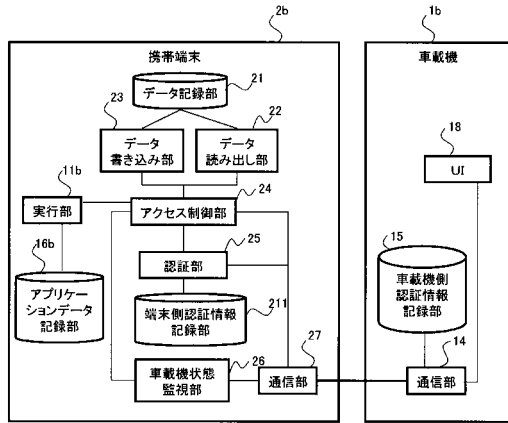 2b
1b
携帯端末
車載機
21
データ記録部
23
データ
書き込み部
22
データ
読み出し部
18
UI
11b
実行部
24
アクセス制御部
16b
アプリケー
ションデータ
記録部
25
認証部
15
車載機側
認証情報
記録部
端末側認証情報
記録部
211
26
車載機状態
監視部
27
通信部
14
通信部